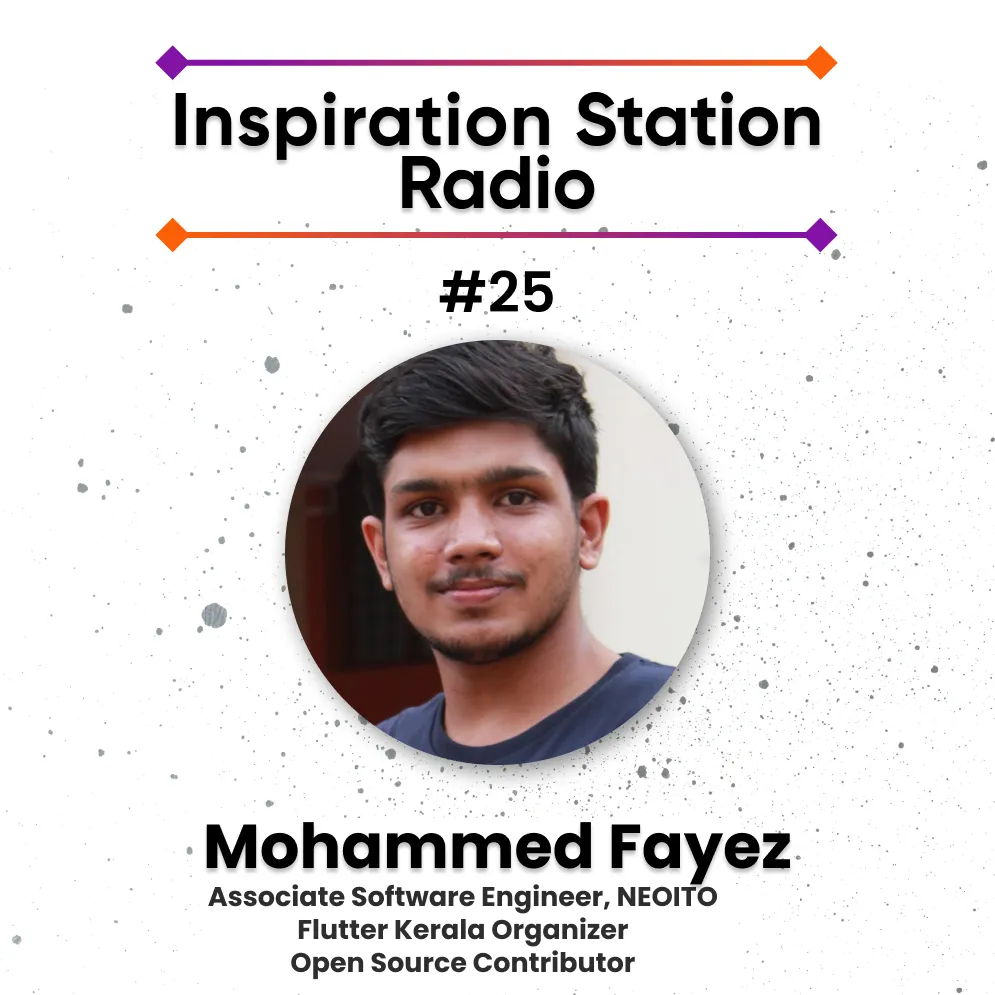 Inspiration Station
Radio
#25
Mohammed Fayez
Associate Software Engineer, NEOITO
Flutter Kerala Organizer
Open Source Contributor